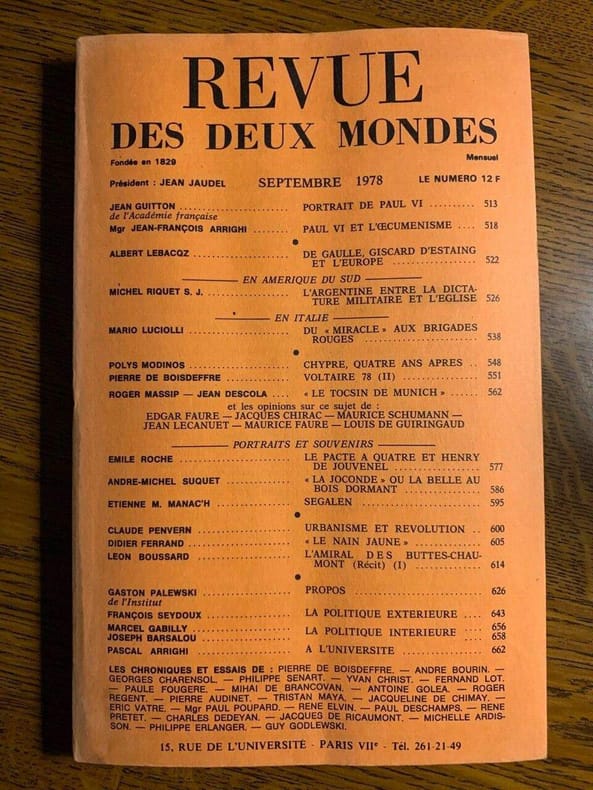 REVUE
DES DEUX MONDES
Fondée en 1829 Mensuel
Président : JEAN JAUDEL SEPTEMBRE 1978 LE NUMERO 12 F
JEAN GUITTON ........................ PORTRAIT DE PAUL VI ........... 513
de l'Académie française
Mgr JEAN-FRANÇOIS ARRIGHI ........ PAUL VI ET L'ŒCUMENISME .... 518
ALBERT LEBACQZ ..................... DE GAULLE, GISCARD D'ESTAING
ET L'EUROPE .................... 522
EN AMERIQUE DU SUD
MICHEL RIQUET S. J. .................. L'ARGENTINE ENTRE LA DICTA-
TURE MILITAIRE ET L'EGLISE 526
EN ITALIE
MARIO LUCIOLLI ...................... DU « MIRACLE » AUX BRIGADES
ROUGES ........................ 538
POLYS MODINOS ...................... CHYPRE, QUATRE ANS APRES .. 548
PIERRE DE BOISDEFFRE .............. VOLTAIRE 78 (II) ................ 551
ROGER MASSIP — JEAN DESCOLA .... « LE TOCSIN DE MUNICH » ...... 562
et les opinions sur ce sujet de :
EDGAR FAURE — JACQUES CHIRAC — MAURICE SCHUMANN —
JEAN LECANUET — MAURICE FAURE — LOUIS DE GUIRINGAUD
PORTRAITS ET SOUVENIRS
EMILE ROCHE ........................ LE PACTE A QUATRE ET HENRY
DE JOUVENEL .................... 577
ANDRE-MICHEL SUQUET .............. « LA JOCONDE » OU LA BELLE AU
BOIS DORMANT .................. 586
ETIENNE M. MANAC'H ................ SEGALEN ........................ 595
CLAUDE PENVERN .................... URBANISME ET REVOLUTION .. 600
DIDIER FERRAND ...................... « LE NAIN JAUNE » .............. 605
LEON BOUSSARD .................... L'AMIRAL DES BUTTES-CHAU-
MONT (Récit) (I) ................ 614
GASTON PALEWSKI .................... PROPOS .......................... 626
de l'Institut
FRANÇOIS SEYDOUX .................. LA POLITIQUE EXTERIEURE .... 643
MARCEL GABILLY .................... LA POLITIQUE INTERIEURE .... 656
JOSEPH BARSALOU .................... 658
PASCAL ARRIGHI ...................... A L'UNIVERSITE .................. 662
LES CHRONIQUES ET ESSAIS DE : PIERRE DE BOISDEFFRE. — ANDRE BOURIN. —
GEORGES CHARENSOL. — PHILIPPE SENART. — YVAN CHRIST. — FERNAND LOT.
— PAULE FOUGERE. — MIHAI DE BRANCOVAN. — ANTOINE GOLEA. — ROGER
REGENT. — PIERRE AUDINET. — TRISTAN MAYA. — JACQUELINE DE CHIMAY. —
ERIC VATRE. — Mgr PAUL POUPARD. — RENE ELVIN. — PAUL DESCHAMPS. — RENE
PRETET. — CHARLES DEDEYAN. — JACQUES DE RICAUMONT. — MICHELLE ARDIS-
SON. — PHILIPPE ERLANGER. — GUY GODLEWSKI.
15, RUE DE L'UNIVERSITÉ - PARIS VIIe - Tél. 261-21-49